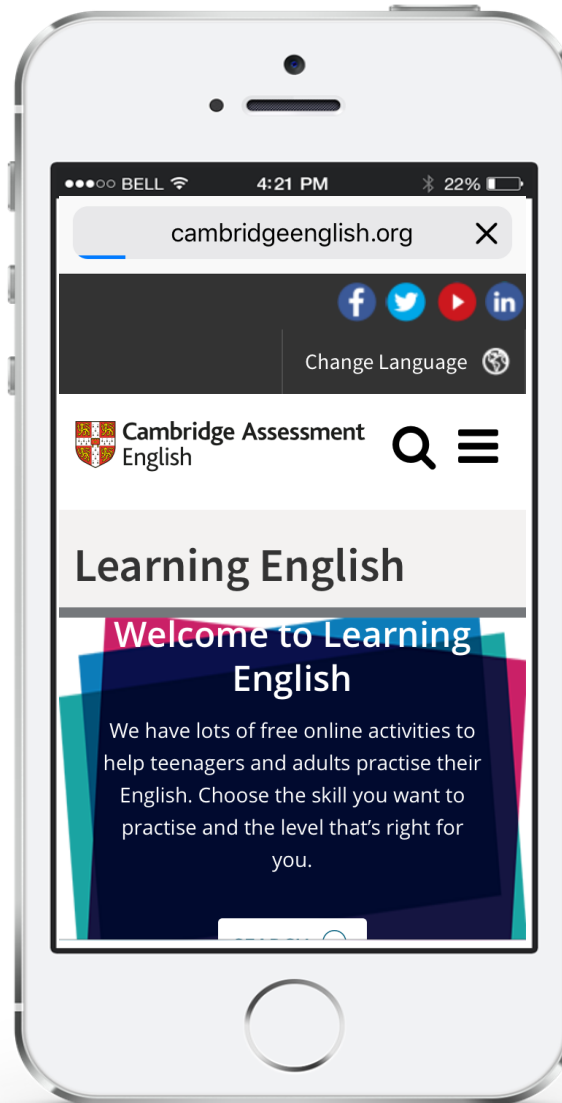 BELL 4:21 PM 22%
cambridgeenglish.org
f in
Change Language
Cambridge Assessment
English
Learning English
Welcome to Learning
English
We have lots of free online activities to
help teenagers and adults practise their
English. Choose the skill you want to
practise and the level that's right for
you.